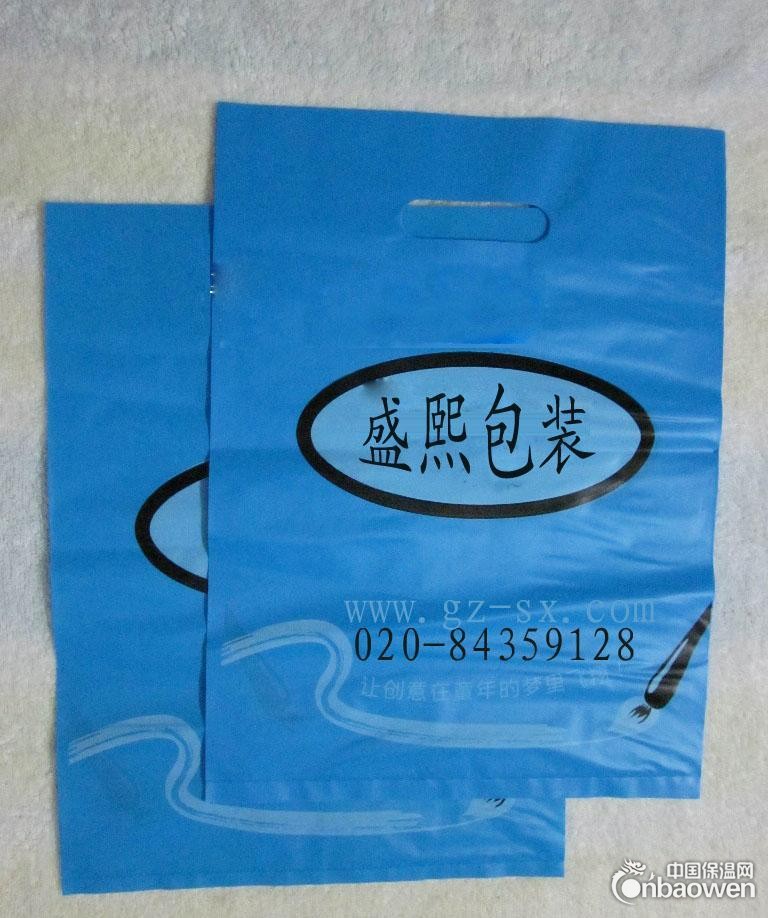 盛熙包装
www.gz-sx.com
020-84359128
让创意在童年的梦里
中国保温网
Cnbaowen